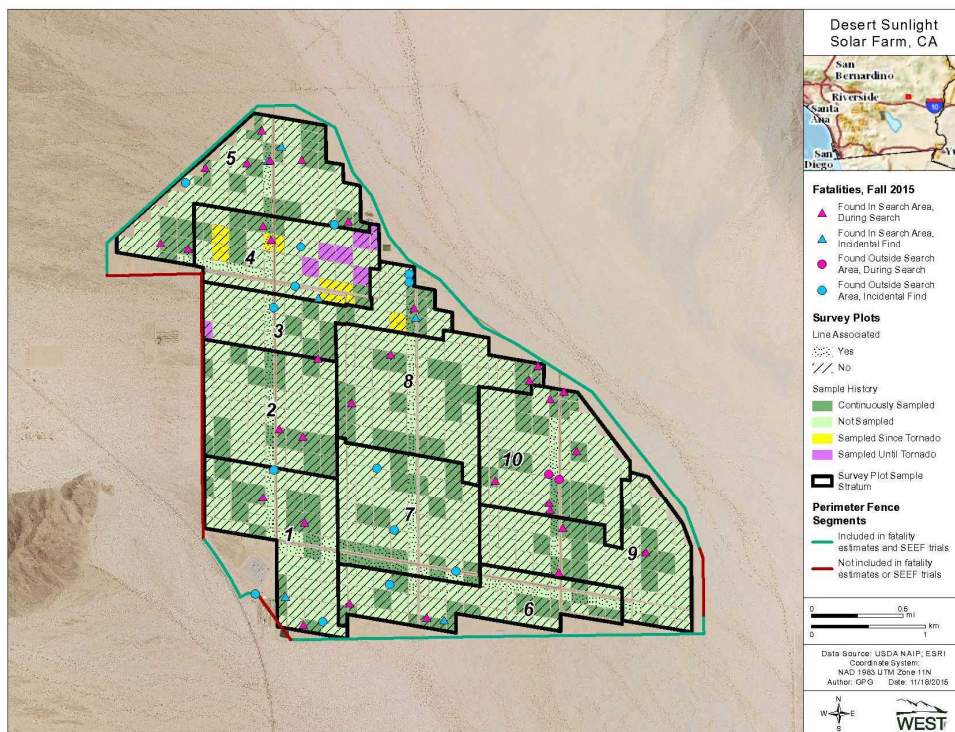 Desert Sunlight
Solar Farm, CA
San
Bernardino
Riverside
Santa
Ana
10
San
Diego
Yu
Fatalities, Fall 2015
Found In Search Area,
During Search
Found In Search Area,
Incidental Find
Found Outside Search
Area, During Search
Found Outside Search
Area, Incidental Find
Survey Plots
Line Associated
Yes
No
Sample History
Continuously Sampled
Not Sampled
Sampled Since Tornado
Sampled Until Tornado
Survey Plot Sample
Stratum
Perimeter Fence
Segments
Included in fatality
estimates and SEEF trials
Not included in fatality
estimates or SEEF trials
0 0.5
mi
km
0 1
Data Source: USDA NAIP; ESRI
Coordinate System:
NAD 1983 UTM Zone 11N
Author: GPG Date: 11/16/2015
N
W E
S
WEST
5
4
3
8
2
10
7
1
9
6